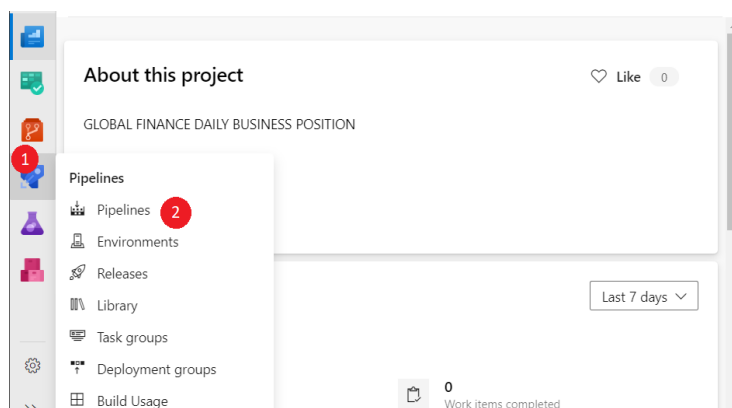 About this project
Like 0
GLOBAL FINANCE DAILY BUSINESS POSITION
1
Pipelines
Pipelines 2
Environments
Releases
Library
Task groups
Deployment groups
Build Usage
Last 7 days
0
Work items completed